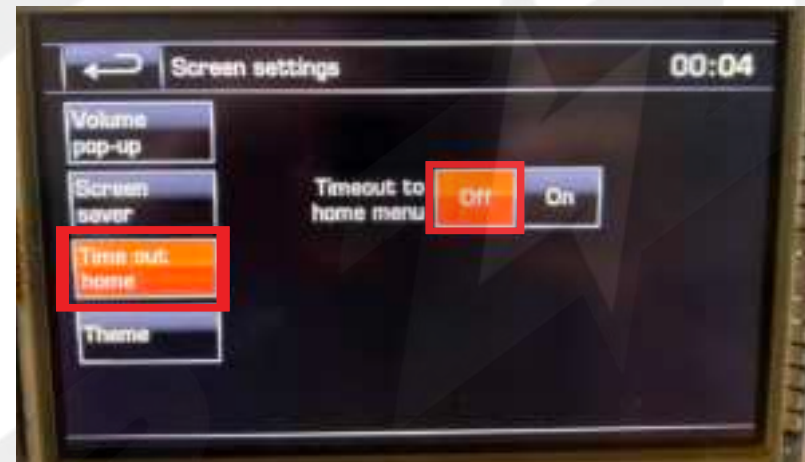 Screen settings
00:04
Volume
pop-up
Screen
saver
Time out
home
Theme
Timeout to
home menu
Off
On